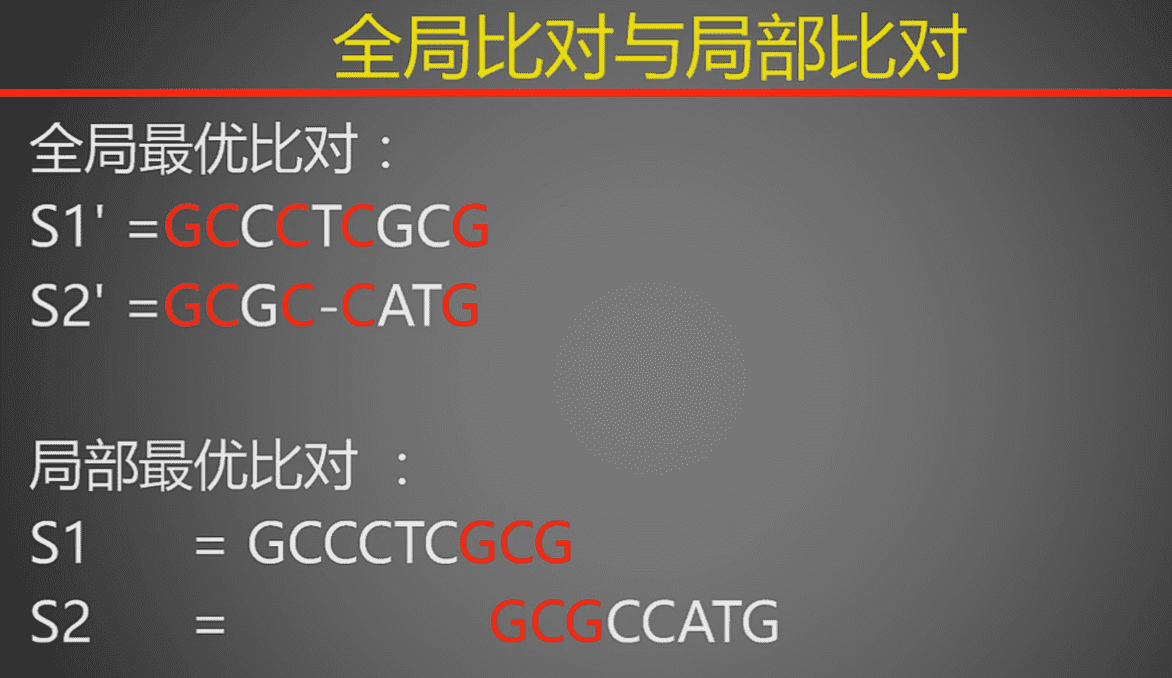 全局比对与局部比对
全局最优比对：
S1' =GCCCTCGCG
S2' =GCGC-CATG
局部最优比对 ：
S1 = GCCCTCGCG
S2 = GCGCCATG